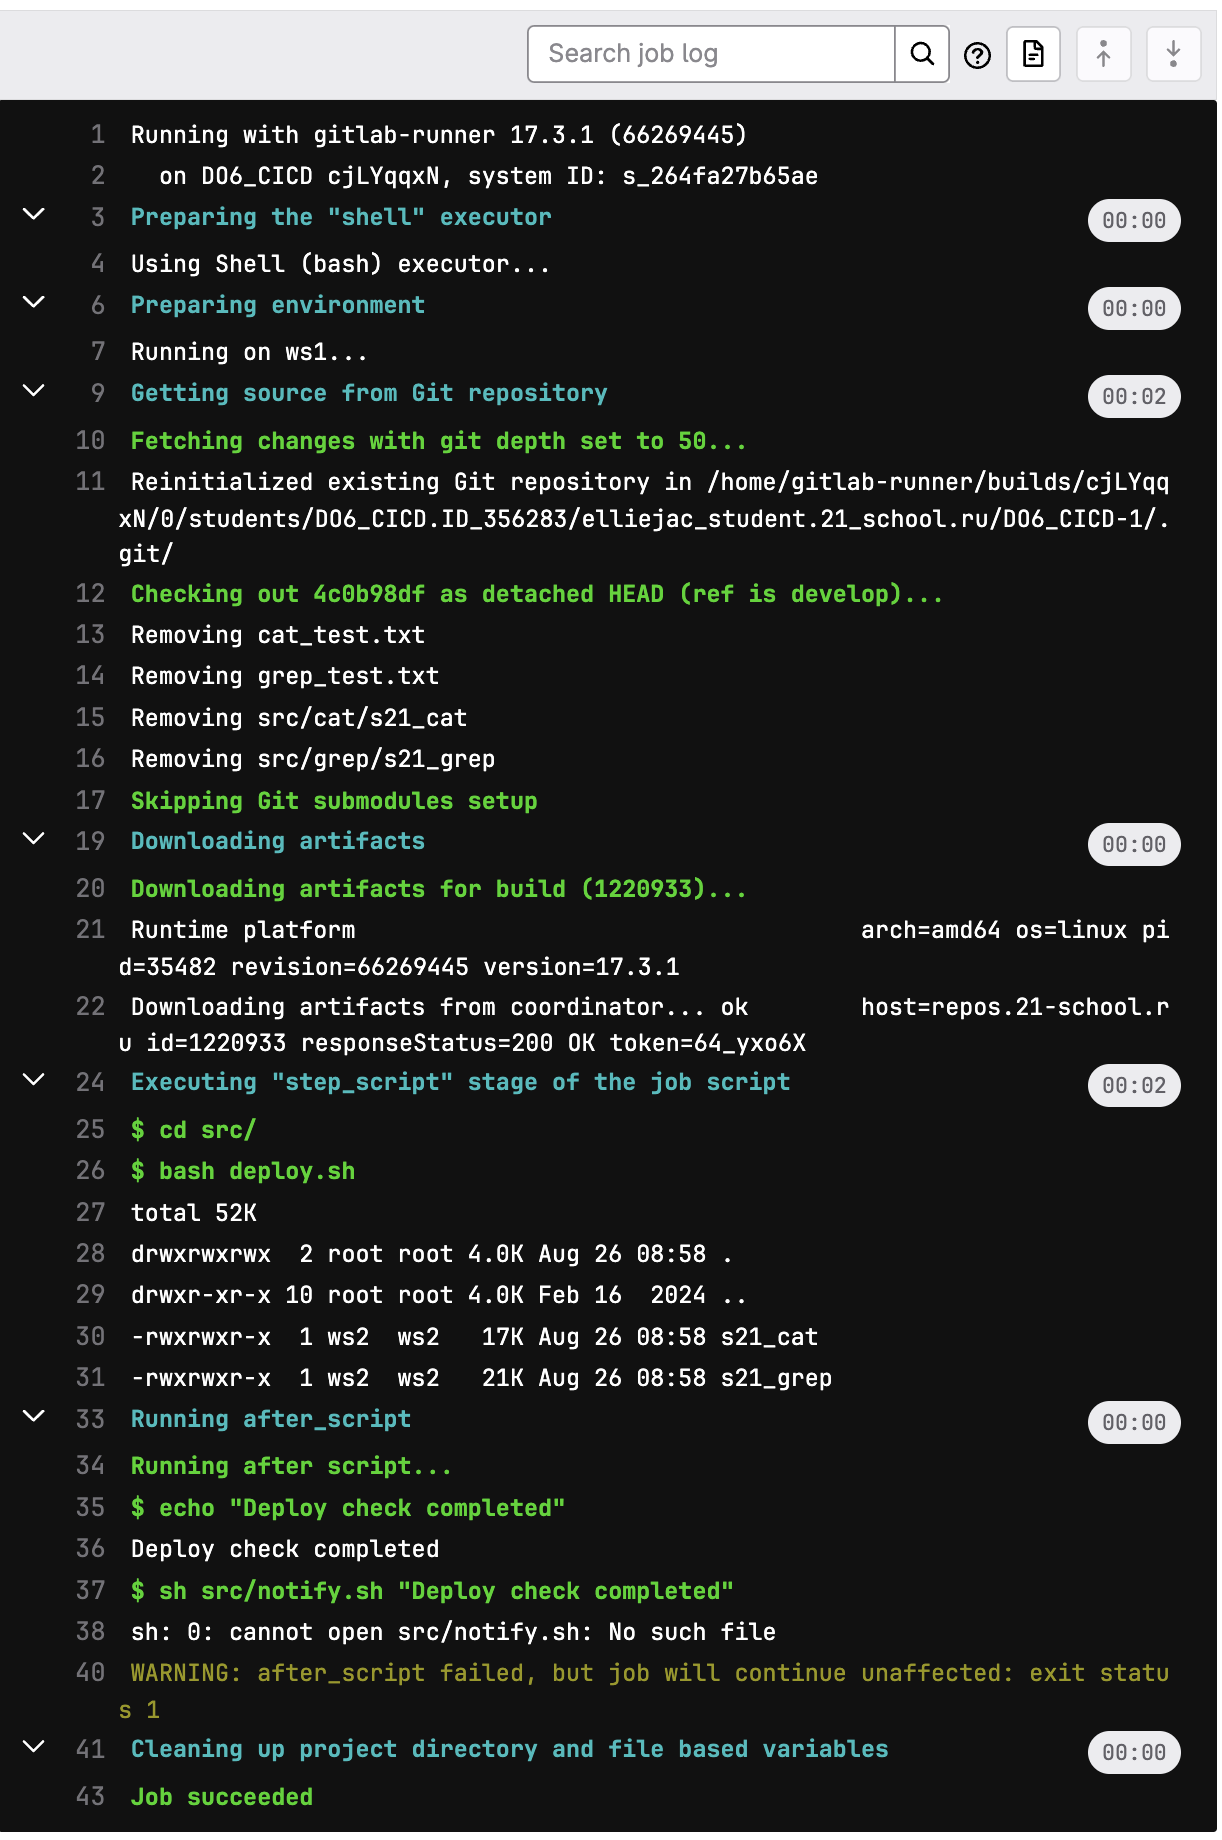 Search job log
1 Running with gitlab-runner 17.3.1 (66269445)
2   on DO6_CICD cjLYqqxN, system ID: s_264fa27b65ae
3 Preparing the "shell" executor 00:00
4 Using Shell (bash) executor...
6 Preparing environment 00:00
7 Running on ws1...
9 Getting source from Git repository 00:02
10 Fetching changes with git depth set to 50...
11 Reinitialized existing Git repository in /home/gitlab-runner/builds/cjLYqq
xN/0/students/DO6_CICD.ID_356283/elliejac_student.21_school.ru/DO6_CICD-1/.
git/
12 Checking out 4c0b98df as detached HEAD (ref is develop)...
13 Removing cat_test.txt
14 Removing grep_test.txt
15 Removing src/cat/s21_cat
16 Removing src/grep/s21_grep
17 Skipping Git submodules setup
19 Downloading artifacts 00:00
20 Downloading artifacts for build (1220933)...
21 Runtime platform                                    arch=amd64 os=linux pi
d=35482 revision=66269445 version=17.3.1
22 Downloading artifacts from coordinator... ok        host=repos.21-school.r
u id=1220933 responseStatus=200 OK token=64_yxo6X
24 Executing "step_script" stage of the job script 00:02
25 $ cd src/
26 $ bash deploy.sh
27 total 52K
28 drwxrwxrwx  2 root root 4.0K Aug 26 08:58 .
29 drwxr-xr-x 10 root root 4.0K Feb 16  2024 ..
30 -rwxrwxr-x  1 ws2  ws2   17K Aug 26 08:58 s21_cat
31 -rwxrwxr-x  1 ws2  ws2   21K Aug 26 08:58 s21_grep
33 Running after_script 00:00
34 Running after script...
35 $ echo "Deploy check completed"
36 Deploy check completed
37 $ sh src/notify.sh "Deploy check completed"
38 sh: 0: cannot open src/notify.sh: No such file
40 WARNING: after_script failed, but job will continue unaffected: exit statu
s 1
41 Cleaning up project directory and file based variables 00:00
43 Job succeeded